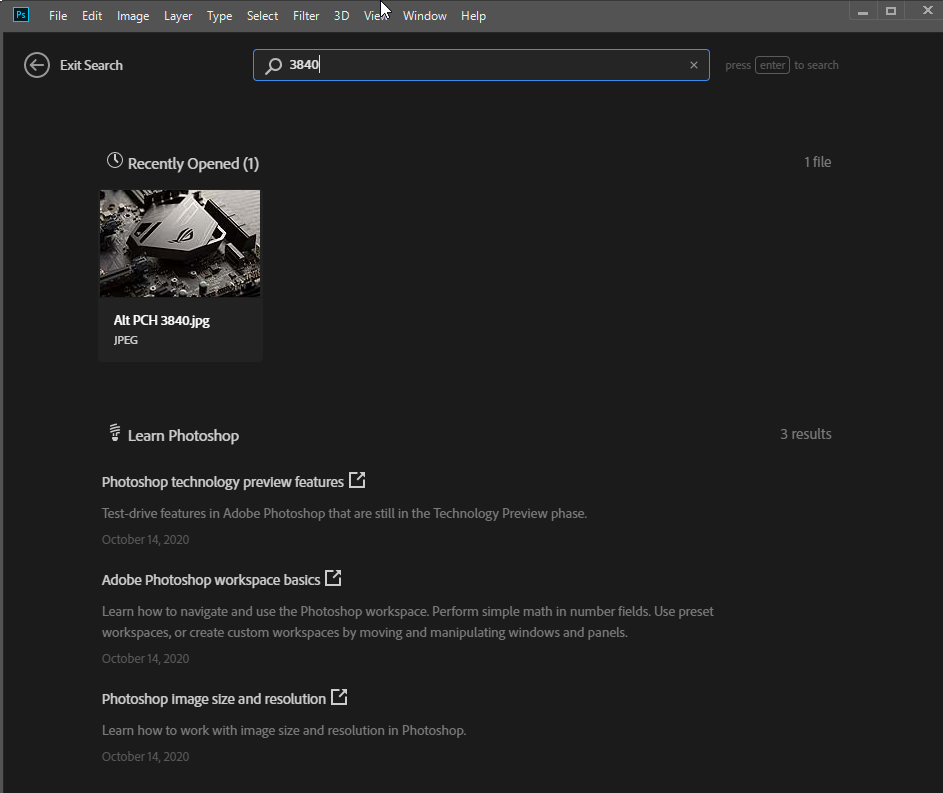 Ps File Edit Image Layer Type Select Filter 3D View Window Help
Exit Search 3840 press enter to search
Recently Opened (1) 1 file
Alt PCH 3840.jpg
JPEG
Learn Photoshop 3 results
Photoshop technology preview features
Test-drive features in Adobe Photoshop that are still in the Technology Preview phase.
October 14, 2020
Adobe Photoshop workspace basics
Learn how to navigate and use the Photoshop workspace. Perform simple math in number fields. Use preset
workspaces, or create custom workspaces by moving and manipulating windows and panels.
October 14, 2020
Photoshop image size and resolution
Learn how to work with image size and resolution in Photoshop.
October 14, 2020